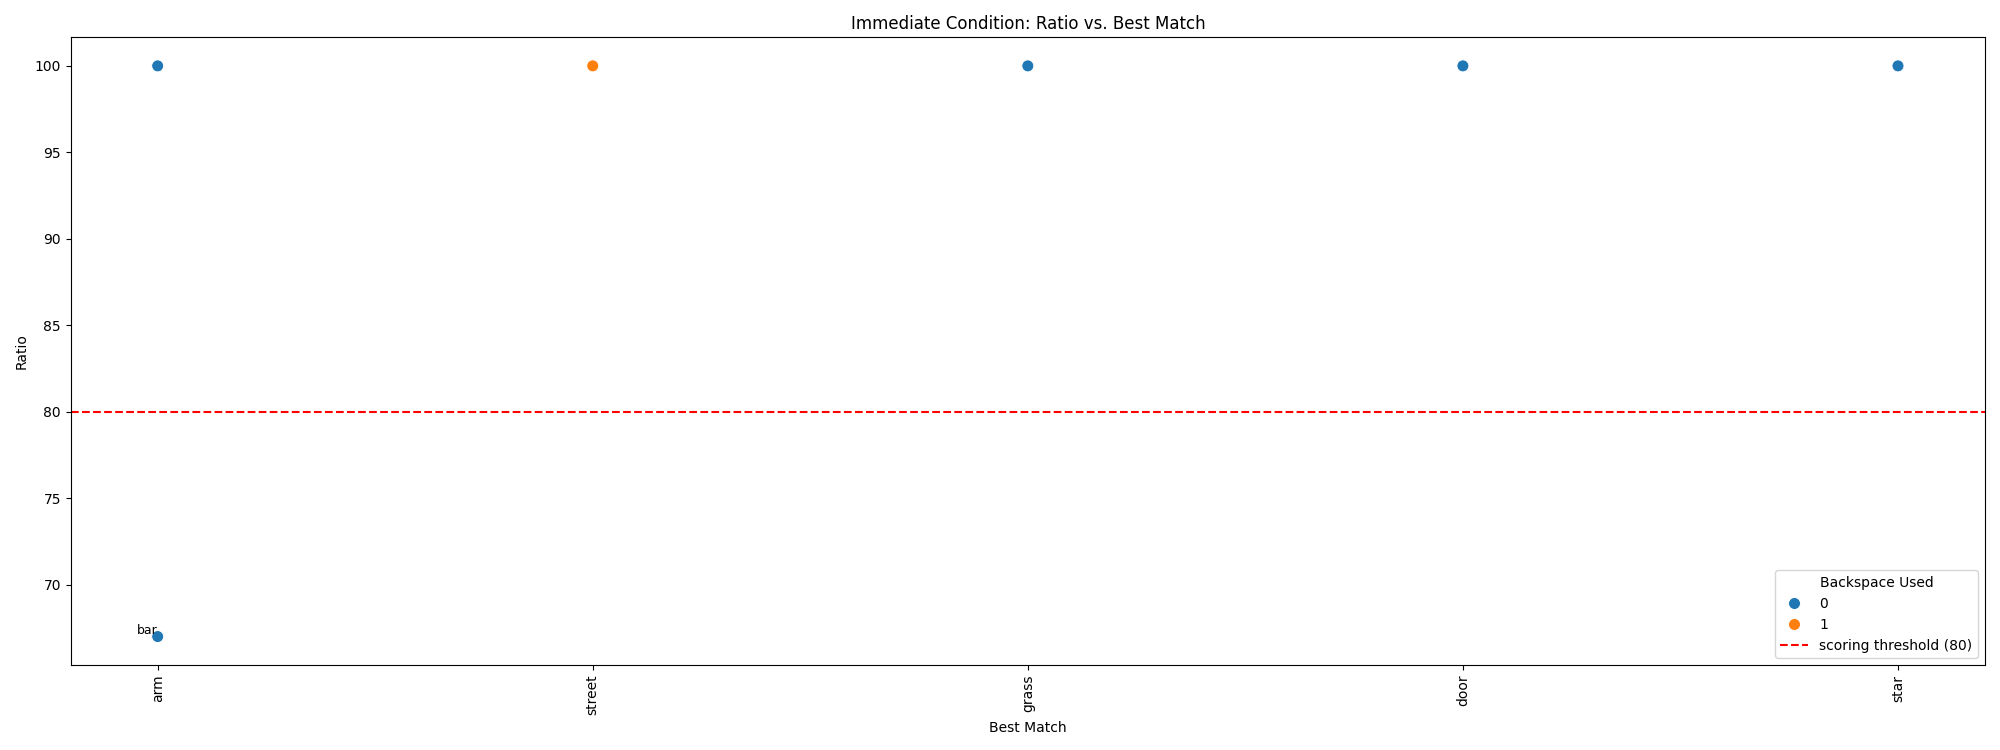 Immediate Condition: Ratio vs. Best Match
Ratio
100
95
90
85
80
75
70
bar
Backspace Used
0
1
scoring threshold (80)
arm
street
grass
door
star
Best Match